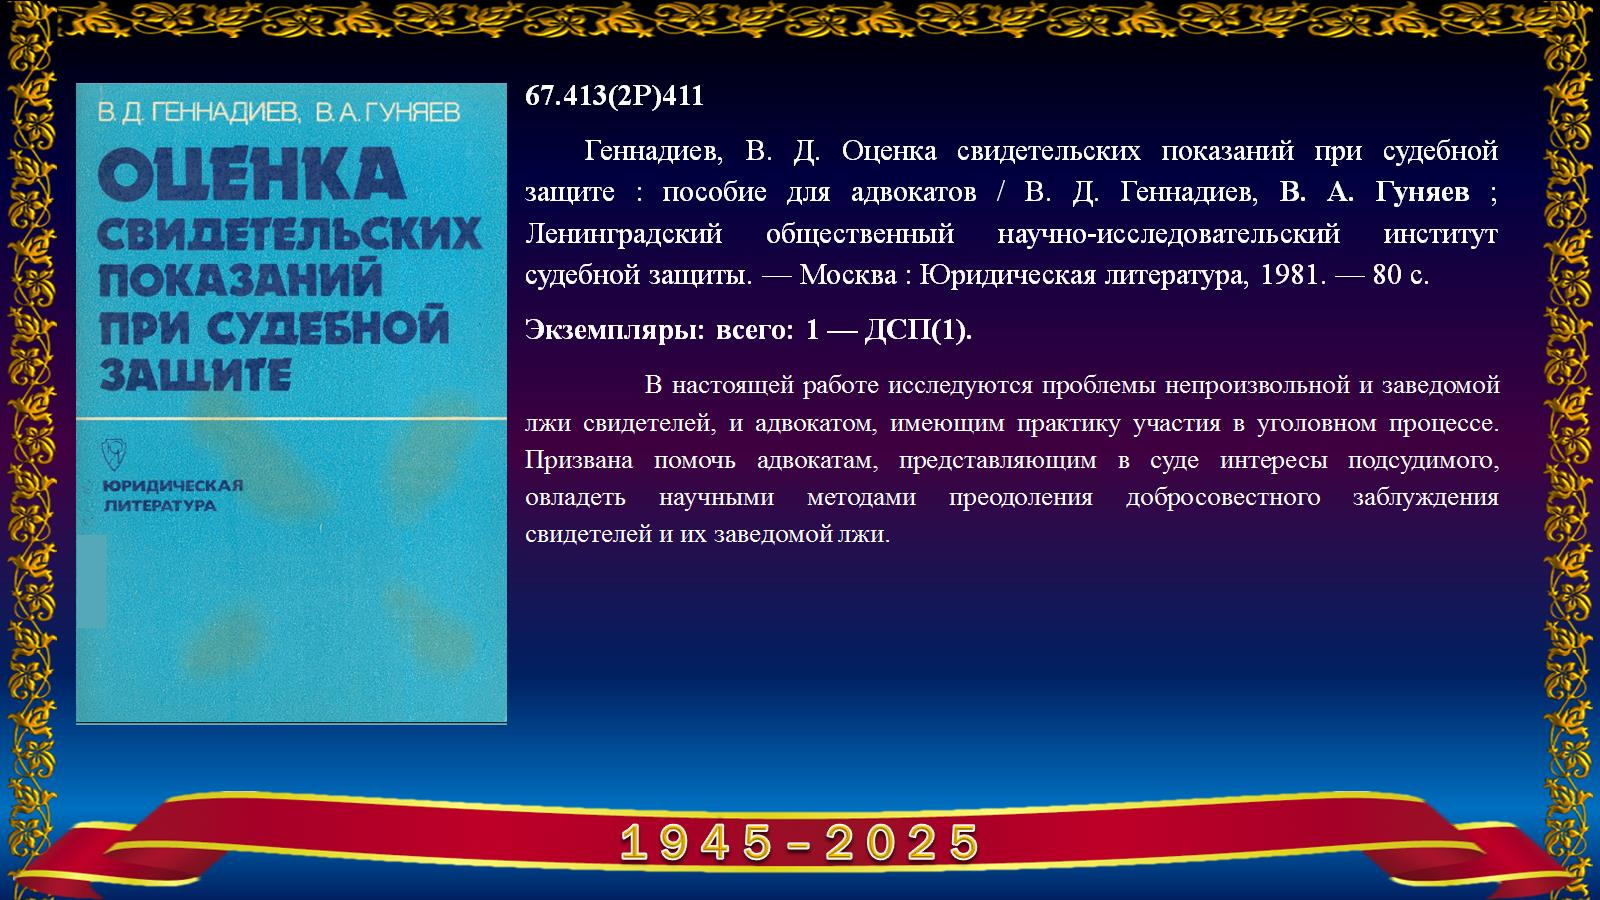 В. Д. ГЕННАДИЕВ, В. А. ГУНЯЕВ
ОЦЕНКА
СВИДЕТЕЛЬСКИХ
ПОКАЗАНИЙ
ПРИ СУДЕБНОЙ
ЗАЩИТЕ
ЮРИДИЧЕСКАЯ
ЛИТЕРАТУРА
67.413(2Р)411
Геннадиев, В. Д. Оценка свидетельских показаний при судебной
защите : пособие для адвокатов / В. Д. Геннадиев, В. А. Гуняев ;
Ленинградский общественный научно-исследовательский институт
судебной защиты. — Москва : Юридическая литература, 1981. — 80 с.
Экземпляры: всего: 1 — ДСП(1).
В настоящей работе исследуются проблемы непроизвольной и заведомой
лжи свидетелей, и адвокатом, имеющим практику участия в уголовном процессе.
Призвана помочь адвокатам, представляющим в суде интересы подсудимого,
овладеть научными методами преодоления добросовестного заблуждения
свидетелей и их заведомой лжи.
1945–2025